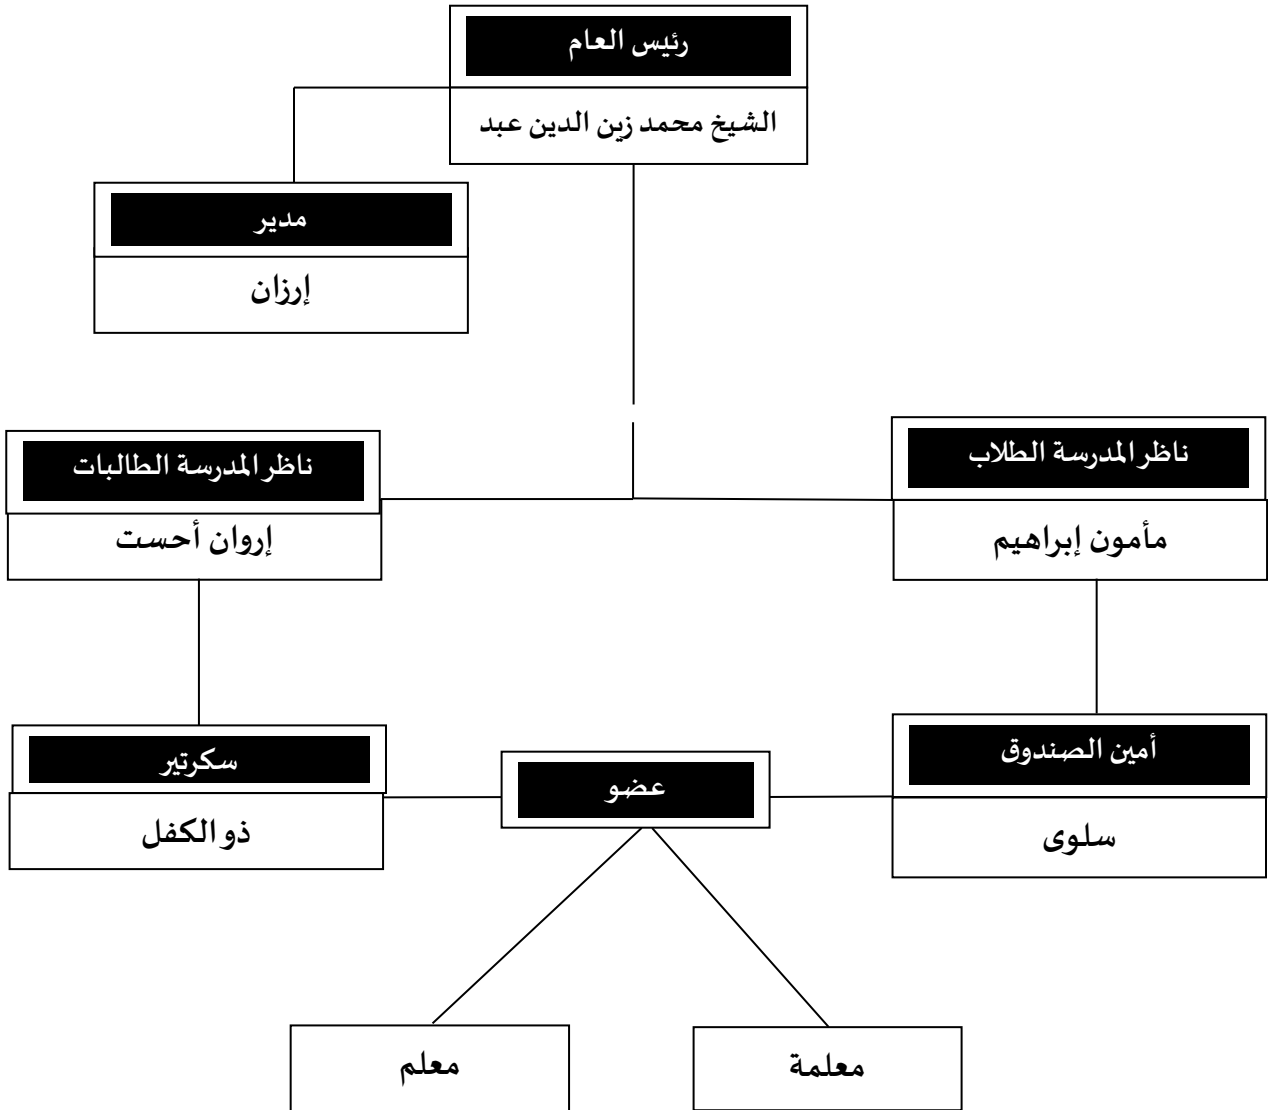 رئيس العام
الشيخ محمد زين الدين عبد
مدير
إرزان
ناظر المدرسة الطلاب
مأمون إبراهيم
ناظر المدرسة الطالبات
إروان أحست
أمين الصندوق
سلوى
عضو
سكرتير
ذو الكفل
معلمة
معلم